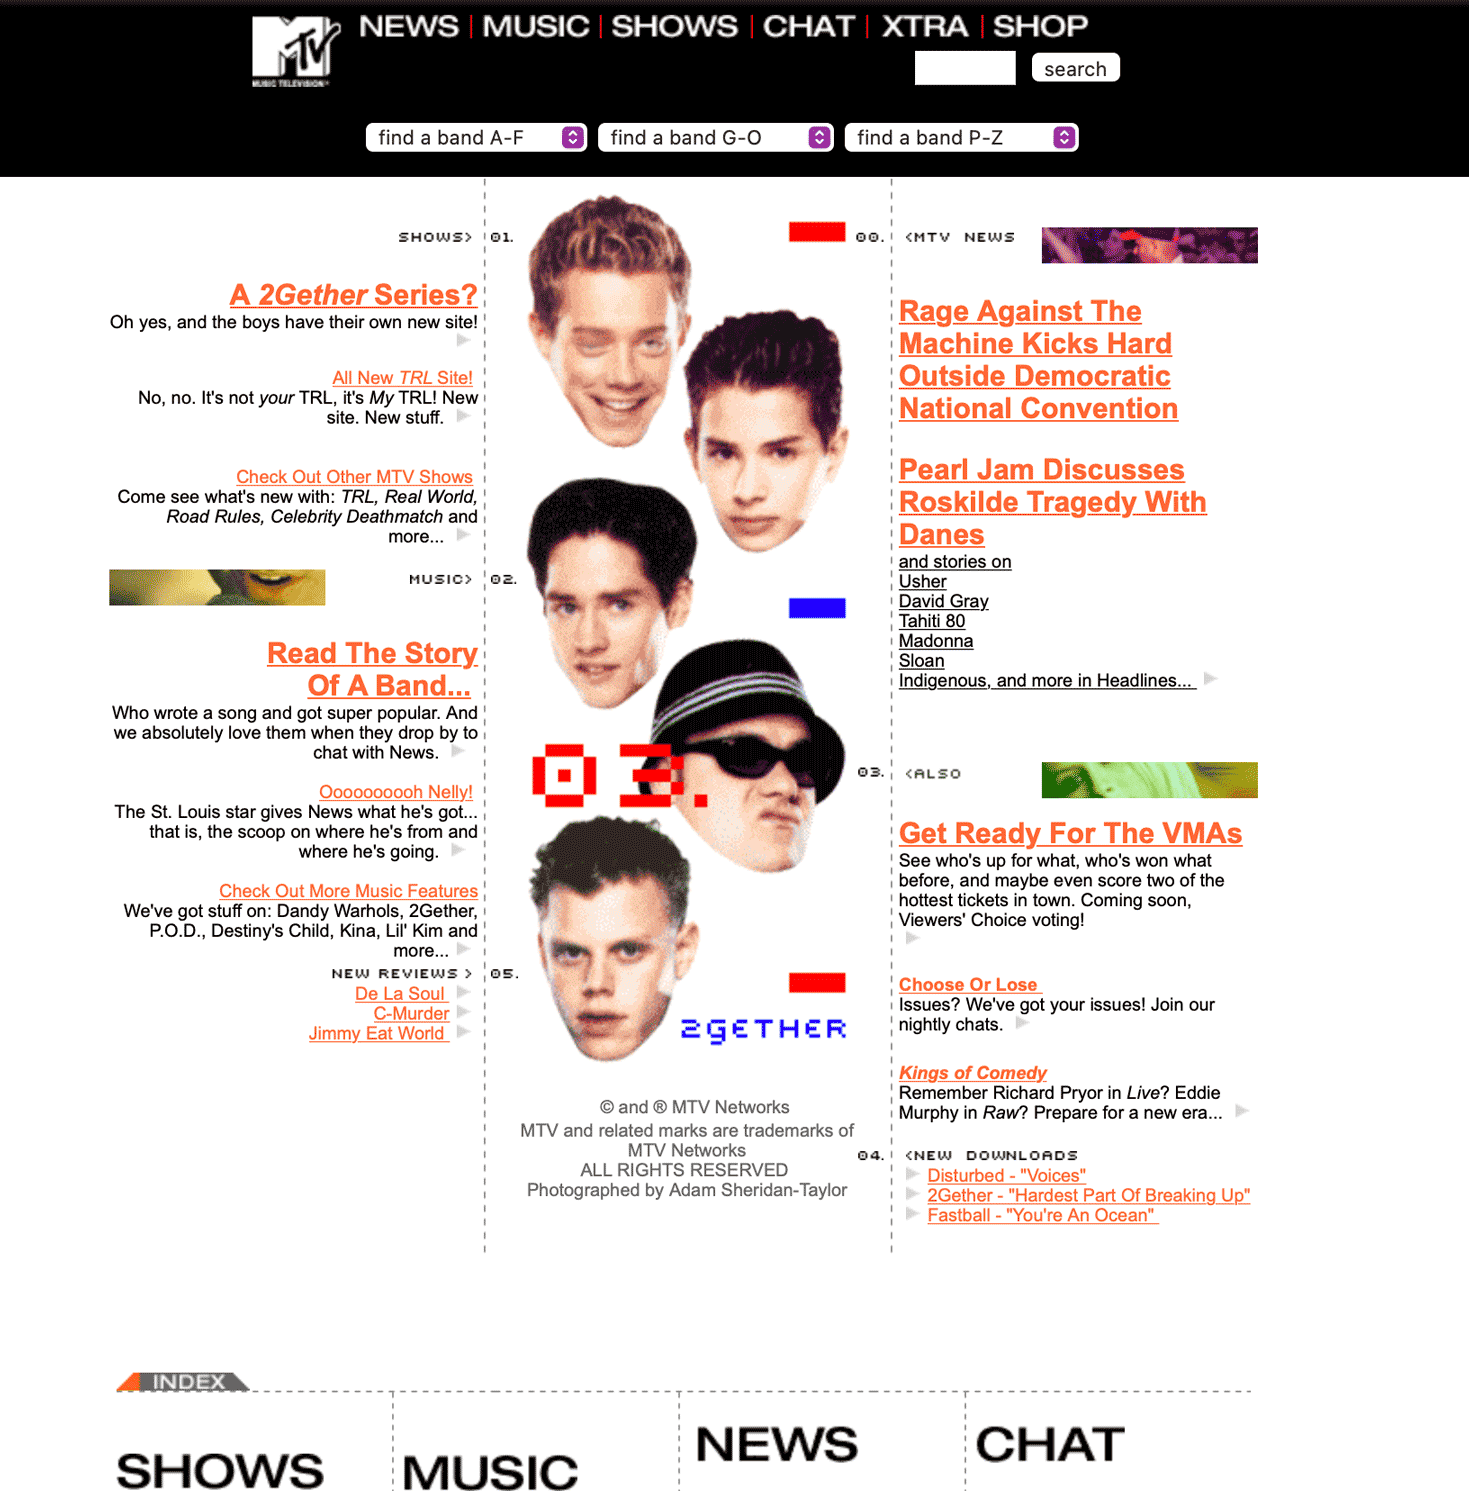 MTV
MUSIC TELEVISION
NEWS | MUSIC | SHOWS | CHAT | XTRA | SHOP
search
find a band A-F
find a band G-O
find a band P-Z
SHOWS> 01.
A 2Gether Series?
Oh yes, and the boys have their own new site!
All New TRL Site!
No, no. It's not your TRL, it's My TRL! New
site. New stuff.
Check Out Other MTV Shows
Come see what's new with: TRL, Real World,
Road Rules, Celebrity Deathmatch and
more...
MUSIC> 02.
Read The Story
Of A Band...
Who wrote a song and got super popular. And
we absolutely love them when they drop by to
chat with News.
Ooooooooh Nelly!
The St. Louis star gives News what he's got...
that is, the scoop on where he's from and
where he's going.
Check Out More Music Features
We've got stuff on: Dandy Warhols, 2Gether,
P.O.D., Destiny's Child, Kina, Lil' Kim and
more...
NEW REVIEWS > 05.
De La Soul
C-Murder
Jimmy Eat World
03.
2GETHER
© and ® MTV Networks
MTV and related marks are trademarks of
MTV Networks
ALL RIGHTS RESERVED
Photographed by Adam Sheridan-Taylor
00. <MTV NEWS
Rage Against The
Machine Kicks Hard
Outside Democratic
National Convention
Pearl Jam Discusses
Roskilde Tragedy With
Danes
and stories on
Usher
David Gray
Tahiti 80
Madonna
Sloan
Indigenous, and more in Headlines...
03. <ALSO
Get Ready For The VMAs
See who's up for what, who's won what
before, and maybe even score two of the
hottest tickets in town. Coming soon,
Viewers' Choice voting!
Choose Or Lose
Issues? We've got your issues! Join our
nightly chats.
Kings of Comedy
Remember Richard Pryor in Live? Eddie
Murphy in Raw? Prepare for a new era...
04. <NEW DOWNLOADS
Disturbed - "Voices"
2Gether - "Hardest Part Of Breaking Up"
Fastball - "You're An Ocean"
INDEX
SHOWS
MUSIC
NEWS
CHAT